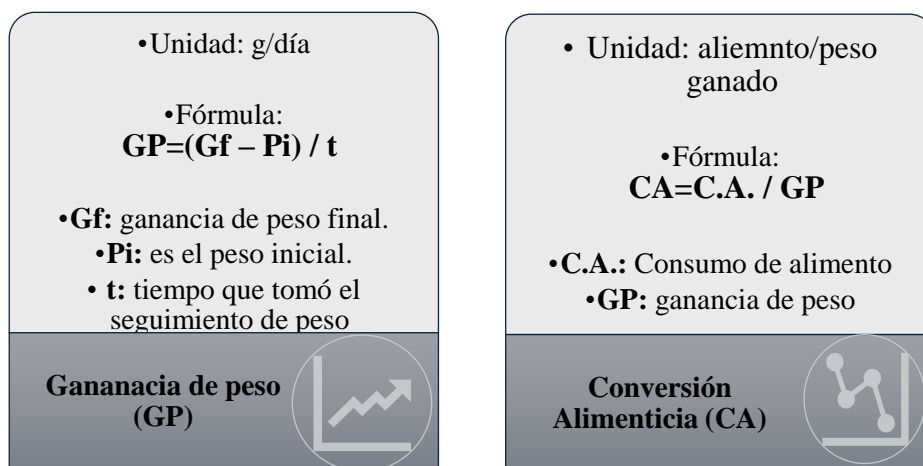 •Unidad: g/día
•Fórmula:
GP=(Gf – Pi) / t
•Gf: ganancia de peso final.
•Pi: es el peso inicial.
• t: tiempo que tomó el
seguimiento de peso
Gananacia de peso
(GP)
• Unidad: aliemnto/peso
ganado
•Fórmula:
CA=C.A. / GP
•C.A.: Consumo de alimento
•GP: ganancia de peso
Conversión
Alimenticia (CA)